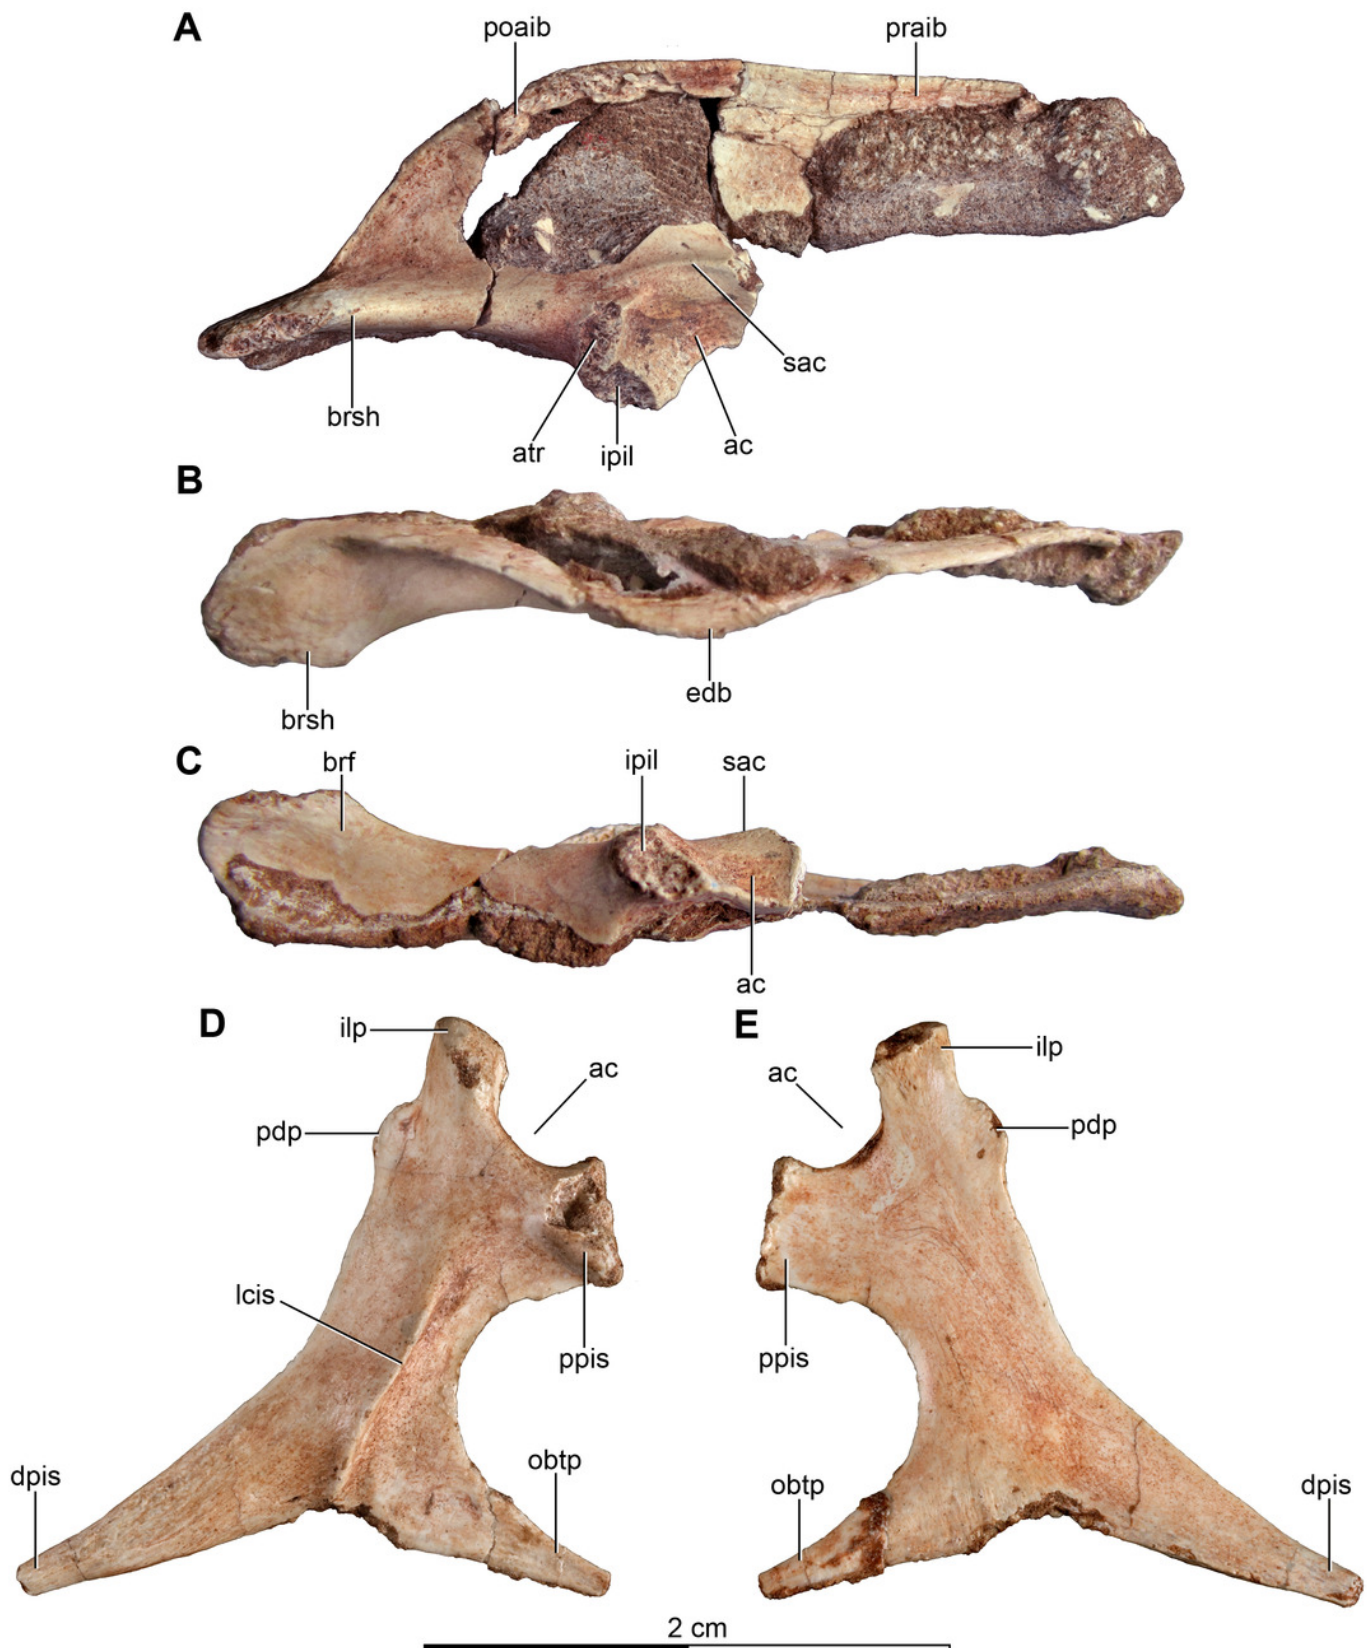 A
poaib
praib
sac
brsh
atr
ipil
ac
B
edb
brsh
C
brf
ipil
sac
ac
D
E
ilp
ilp
ac
ac
pdp
pdp
lcis
ppis
ppis
dpis
obtp
obtp
dpis
2 cm